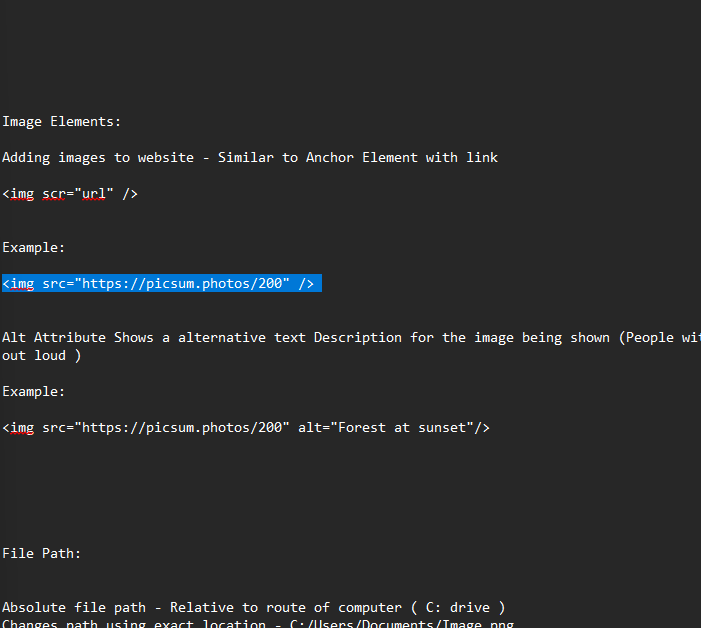 Image Elements:
Adding images to website - Similar to Anchor Element with link
<img scr="url" />
Example:
<img src="https://picsum.photos/200" />
Alt Attribute Shows a alternative text Description for the image being shown (People
out loud )
Example:
<img src="https://picsum.photos/200" alt="Forest at sunset"/>
File Path:
Absolute file path - Relative to route of computer ( C: drive )
Changes path using exact location - C:/Users/Documents/Image.png